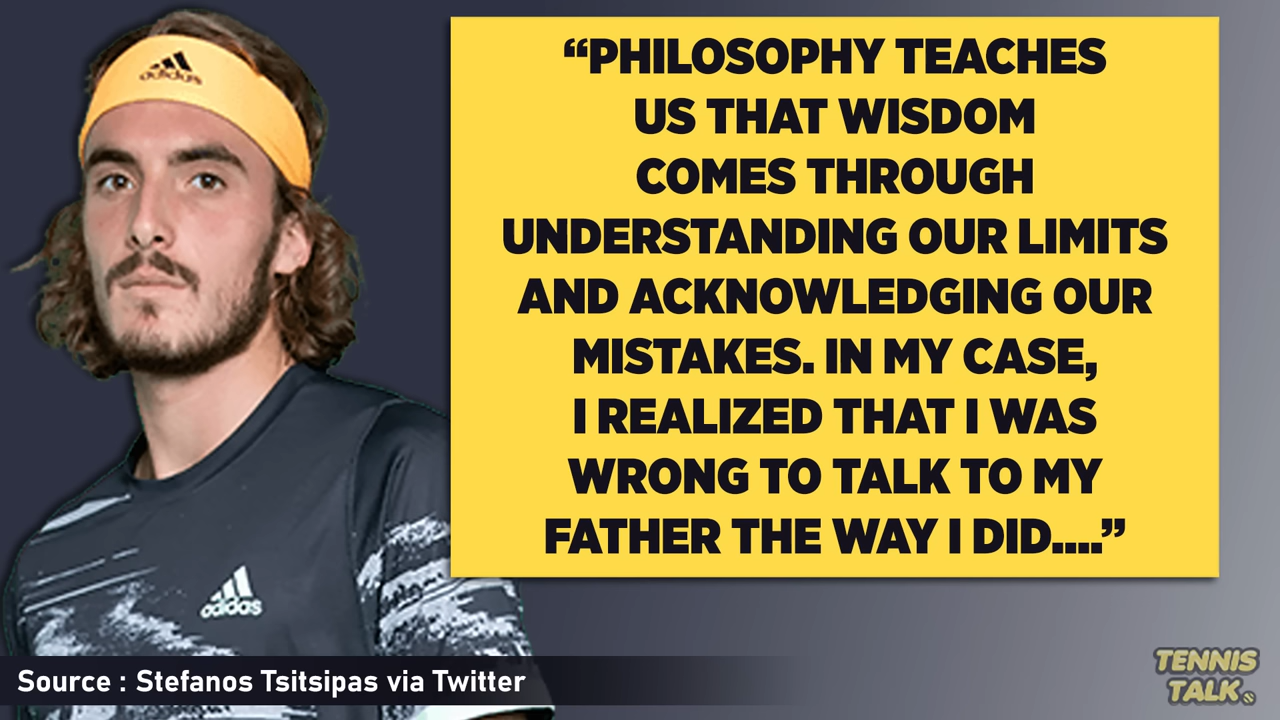 adidas
“PHILOSOPHY TEACHES
US THAT WISDOM
COMES THROUGH
UNDERSTANDING OUR LIMITS
AND ACKNOWLEDGING OUR
MISTAKES. IN MY CASE,
I REALIZED THAT I WAS
WRONG TO TALK TO MY
FATHER THE WAY I DID....”
adidas
Source : Stefanos Tsitsipas via Twitter
TENNIS
TALK